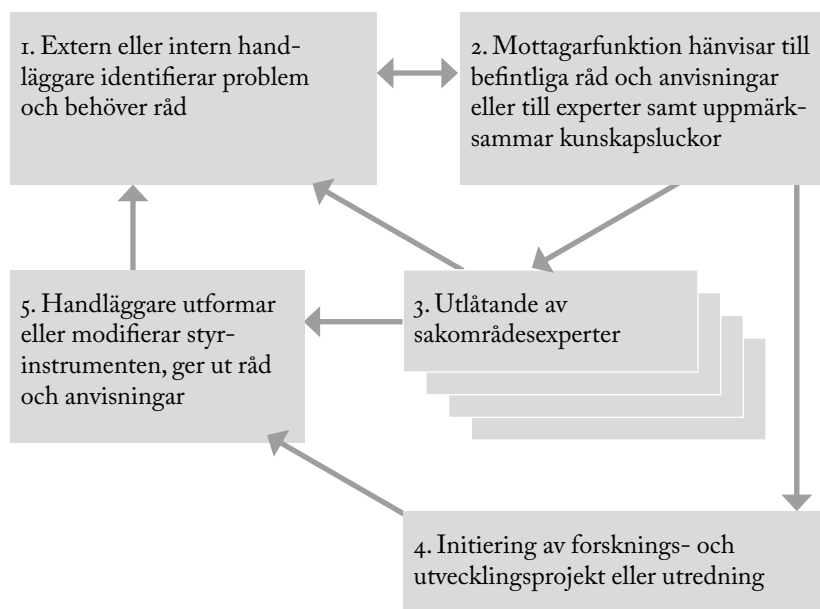 1. Extern eller intern hand-
läggare identifierar problem
och behöver råd
2. Mottagarfunktion hänvisar till
befintliga råd och anvisningar
eller till experter samt uppmärk-
sammar kunskapsluckor
3. Utlåtande av
sakområdesexperter
5. Handläggare utformar
eller modifierar styr-
instrumenten, ger ut råd
och anvisningar
4. Initiering av forsknings- och
utvecklingsprojekt eller utredning